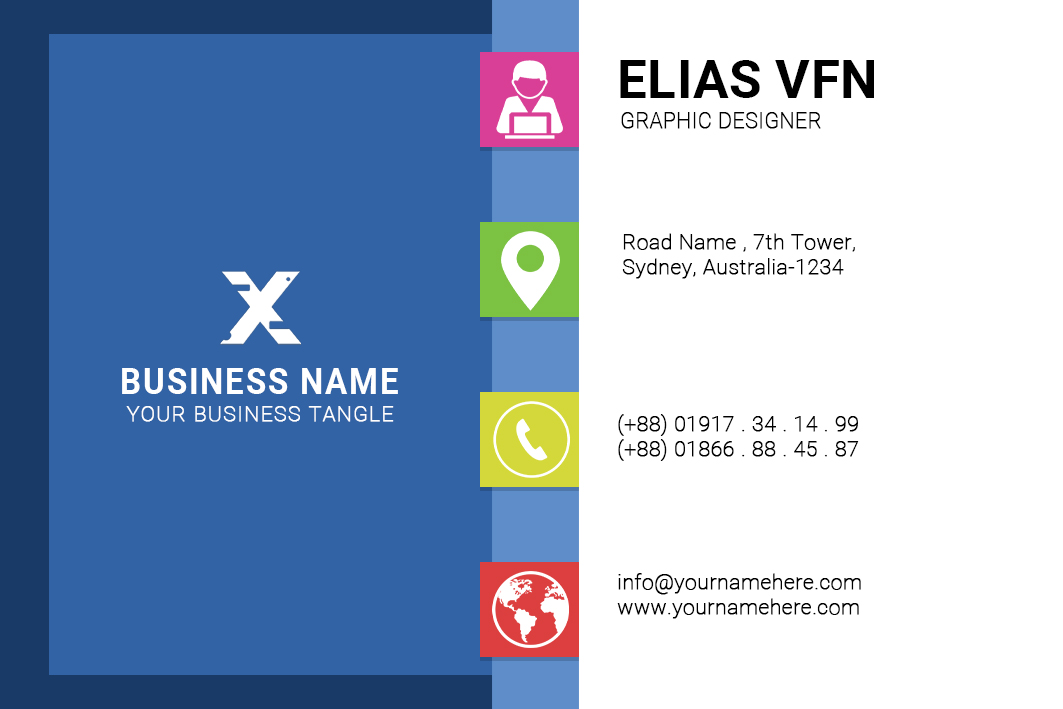 BUSINESS NAME
YOUR BUSINESS TANGLE
ELIAS VFN
GRAPHIC DESIGNER
Road Name , 7th Tower,
Sydney, Australia-1234
(+88) 01917 . 34 . 14 . 99
(+88) 01866 . 88 . 45 . 87
info@yournamehere.com
www.yournamehere.com